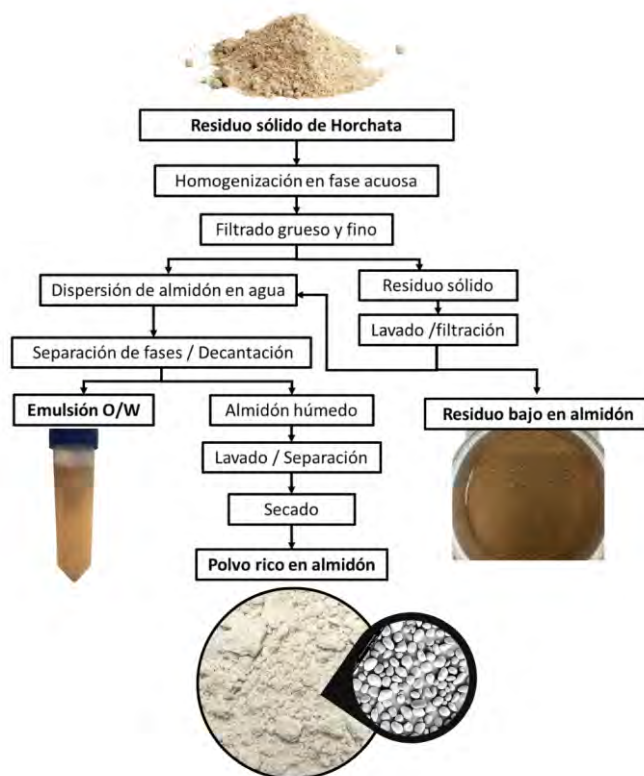 Residuo sólido de Horchata
Homogenización en fase acuosa
Filtrado grueso y fino
Dispersión de almidón en agua
Residuo sólido
Lavado /filtración
Separación de fases / Decantación
Emulsión O/W
Almidón húmedo
Residuo bajo en almidón
Lavado / Separación
Secado
Polvo rico en almidón